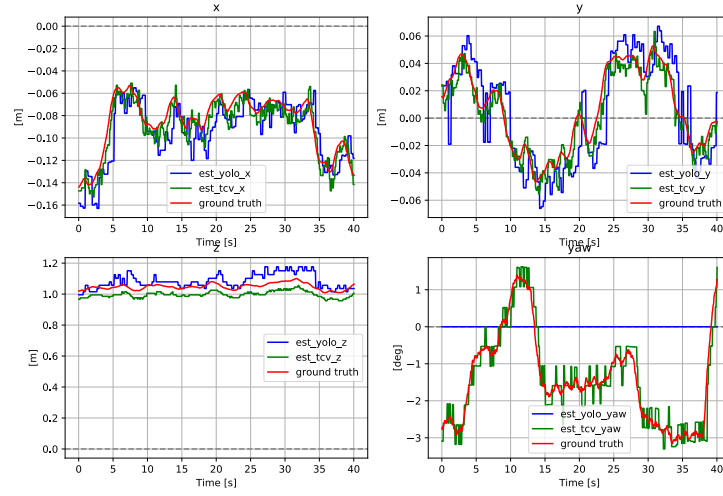 x
0.00
−0.02
−0.04
−0.06
−0.08
−0.10
−0.12
−0.14
−0.16
[m]
0 5 10 15 20 25 30 35 40
Time [s]
est_yolo_x
est_tcv_x
ground truth
y
0.06
0.04
0.02
0.00
−0.02
−0.04
−0.06
[m]
0 5 10 15 20 25 30 35 40
Time [s]
est_yolo_y
est_tcv_y
ground truth
z
1.2
1.0
0.8
0.6
0.4
0.2
0.0
[m]
0 5 10 15 20 25 30 35 40
Time [s]
est_yolo_z
est_tcv_z
ground truth
yaw
1
0
−1
−2
−3
[deg]
0 5 10 15 20 25 30 35 40
Time [s]
est_yolo_yaw
est_tcv_yaw
ground truth